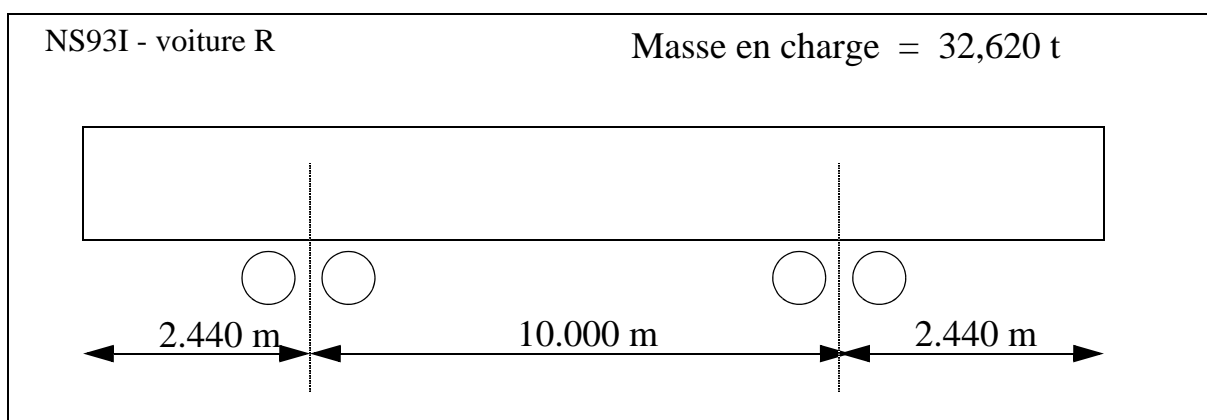 NS93I - voiture R
Masse en charge = 32,620 t
2.440 m
10.000 m
2.440 m